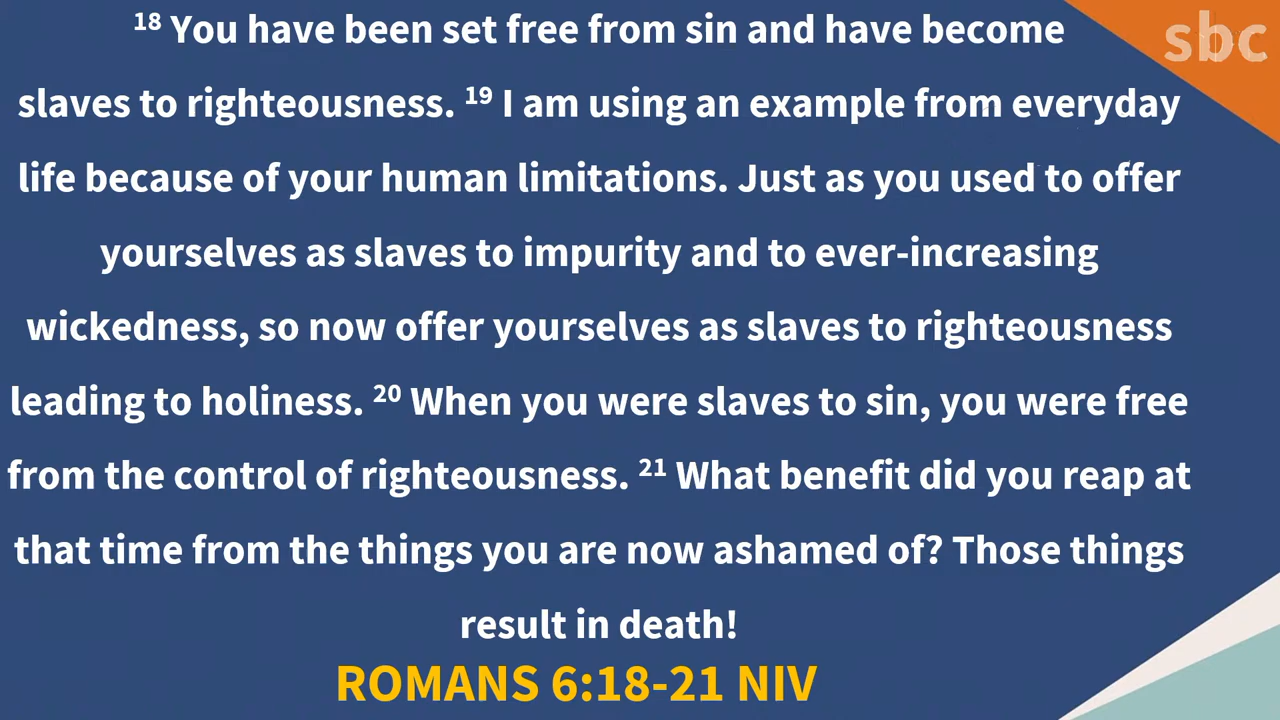 ¹⁸ You have been set free from sin and have become
slaves to righteousness. ¹⁹ I am using an example from everyday
life because of your human limitations. Just as you used to offer
yourselves as slaves to impurity and to ever-increasing
wickedness, so now offer yourselves as slaves to righteousness
leading to holiness. ²⁰ When you were slaves to sin, you were free
from the control of righteousness. ²¹ What benefit did you reap at
that time from the things you are now ashamed of? Those things
result in death!
ROMANS 6:18-21 NIV
sbc